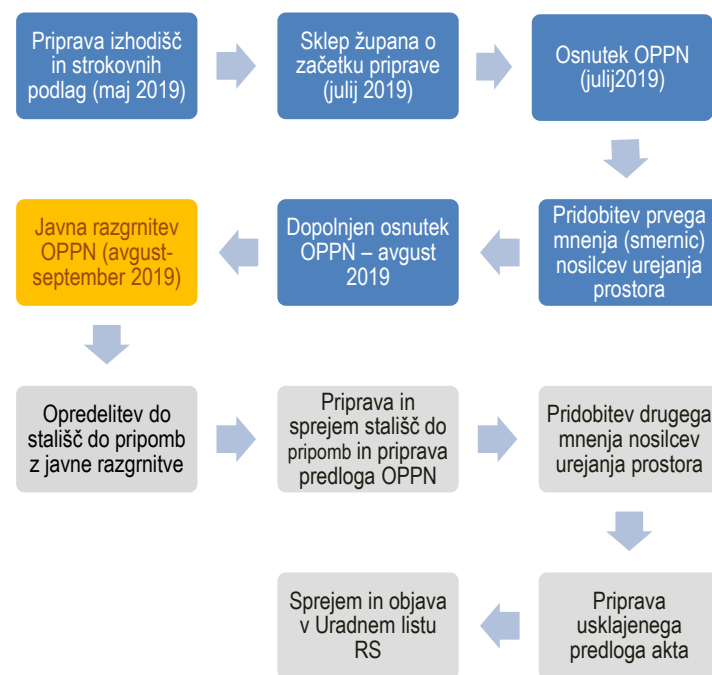 Priprava izhodišč
in strokovnih
podlag (maj 2019)
Sklep župana o
začetku priprave
(julij 2019)
Osnutek OPPN
(julij2019)
Pridobitev prvega
mnenja (smernic)
nosilcev urejanja
prostora
Dopolnjen osnutek
OPPN – avgust
2019
Javna razgrnitev
OPPN (avgust-
september 2019)
Opredelitev do
stališč do pripomb
z javne razgrnitve
Priprava in
sprejem stališč do
pripomb in priprava
predloga OPPN
Pridobitev drugega
mnenja nosilcev
urejanja prostora
Priprava
usklajenega
predloga akta
Sprejem in objava
v Uradnem listu
RS